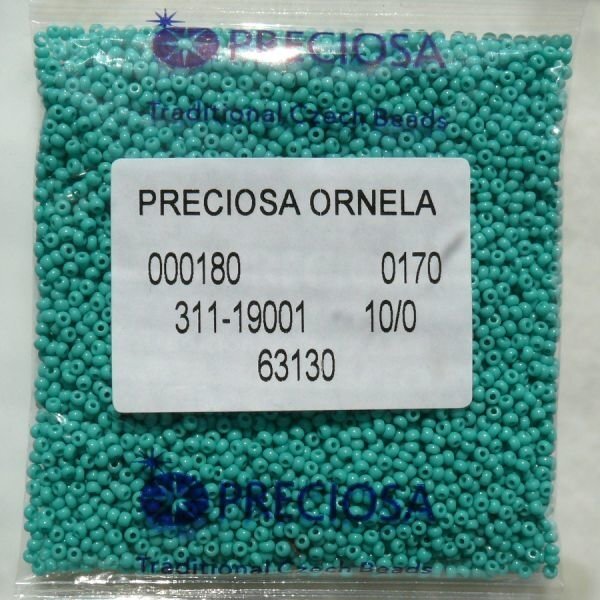 PRECIOSA
Traditional Czech Beads
PRECIOSA ORNELA
000180 0170
311-19001 10/0
63130
PRECIOSA
Traditional Czech Beads